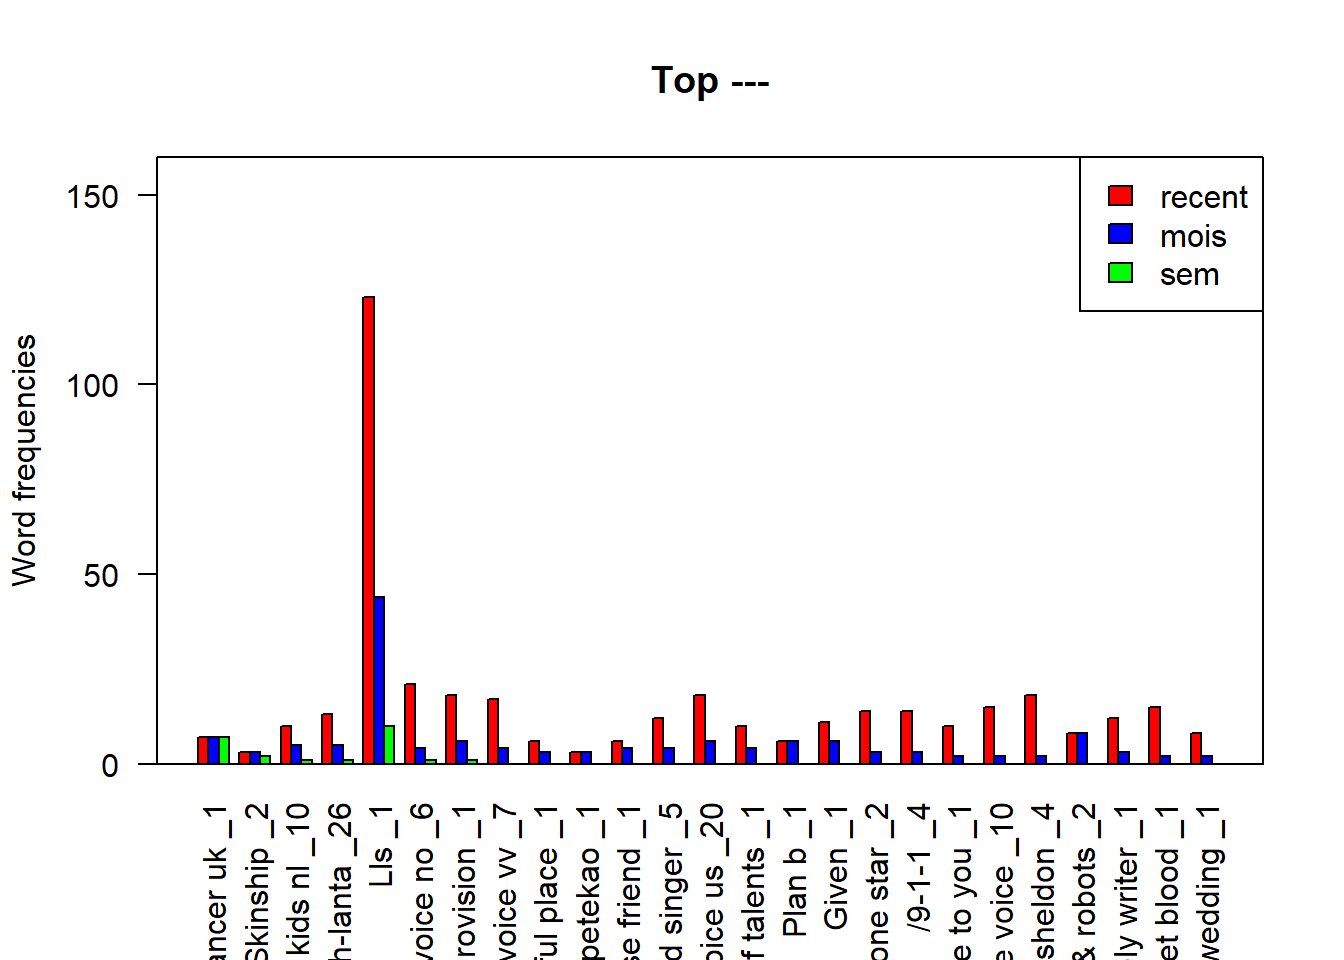 Top ---
recent
mois
sem
Word frequencies
150
100
50
0
ancer uk _1
Skinship _2
kids nl _10
h-lanta _26
Lls _1
voice no _6
rovision _1
voice vv _7
ful place _1
petekao _1
se friend _1
d singer _5
oice us _20
f talents _1
Plan b _1
Given _1
one star _2
/9-1-1 _4
e to you _1
e voice _10
sheldon _4
& robots _2
ly writer _1
et blood _1
wedding _1